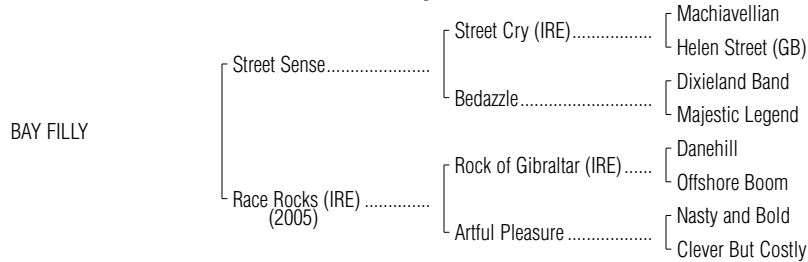 Machiavellian
Street Cry (IRE)..................
Helen Street (GB)
Street Sense......................
Dixieland Band
Bedazzle............................
Majestic Legend
BAY FILLY
Danehill
Rock of Gibraltar (IRE)......
Offshore Boom
Race Rocks (IRE) ..............
(2005)
Nasty and Bold
Artful Pleasure ..................
Clever But Costly